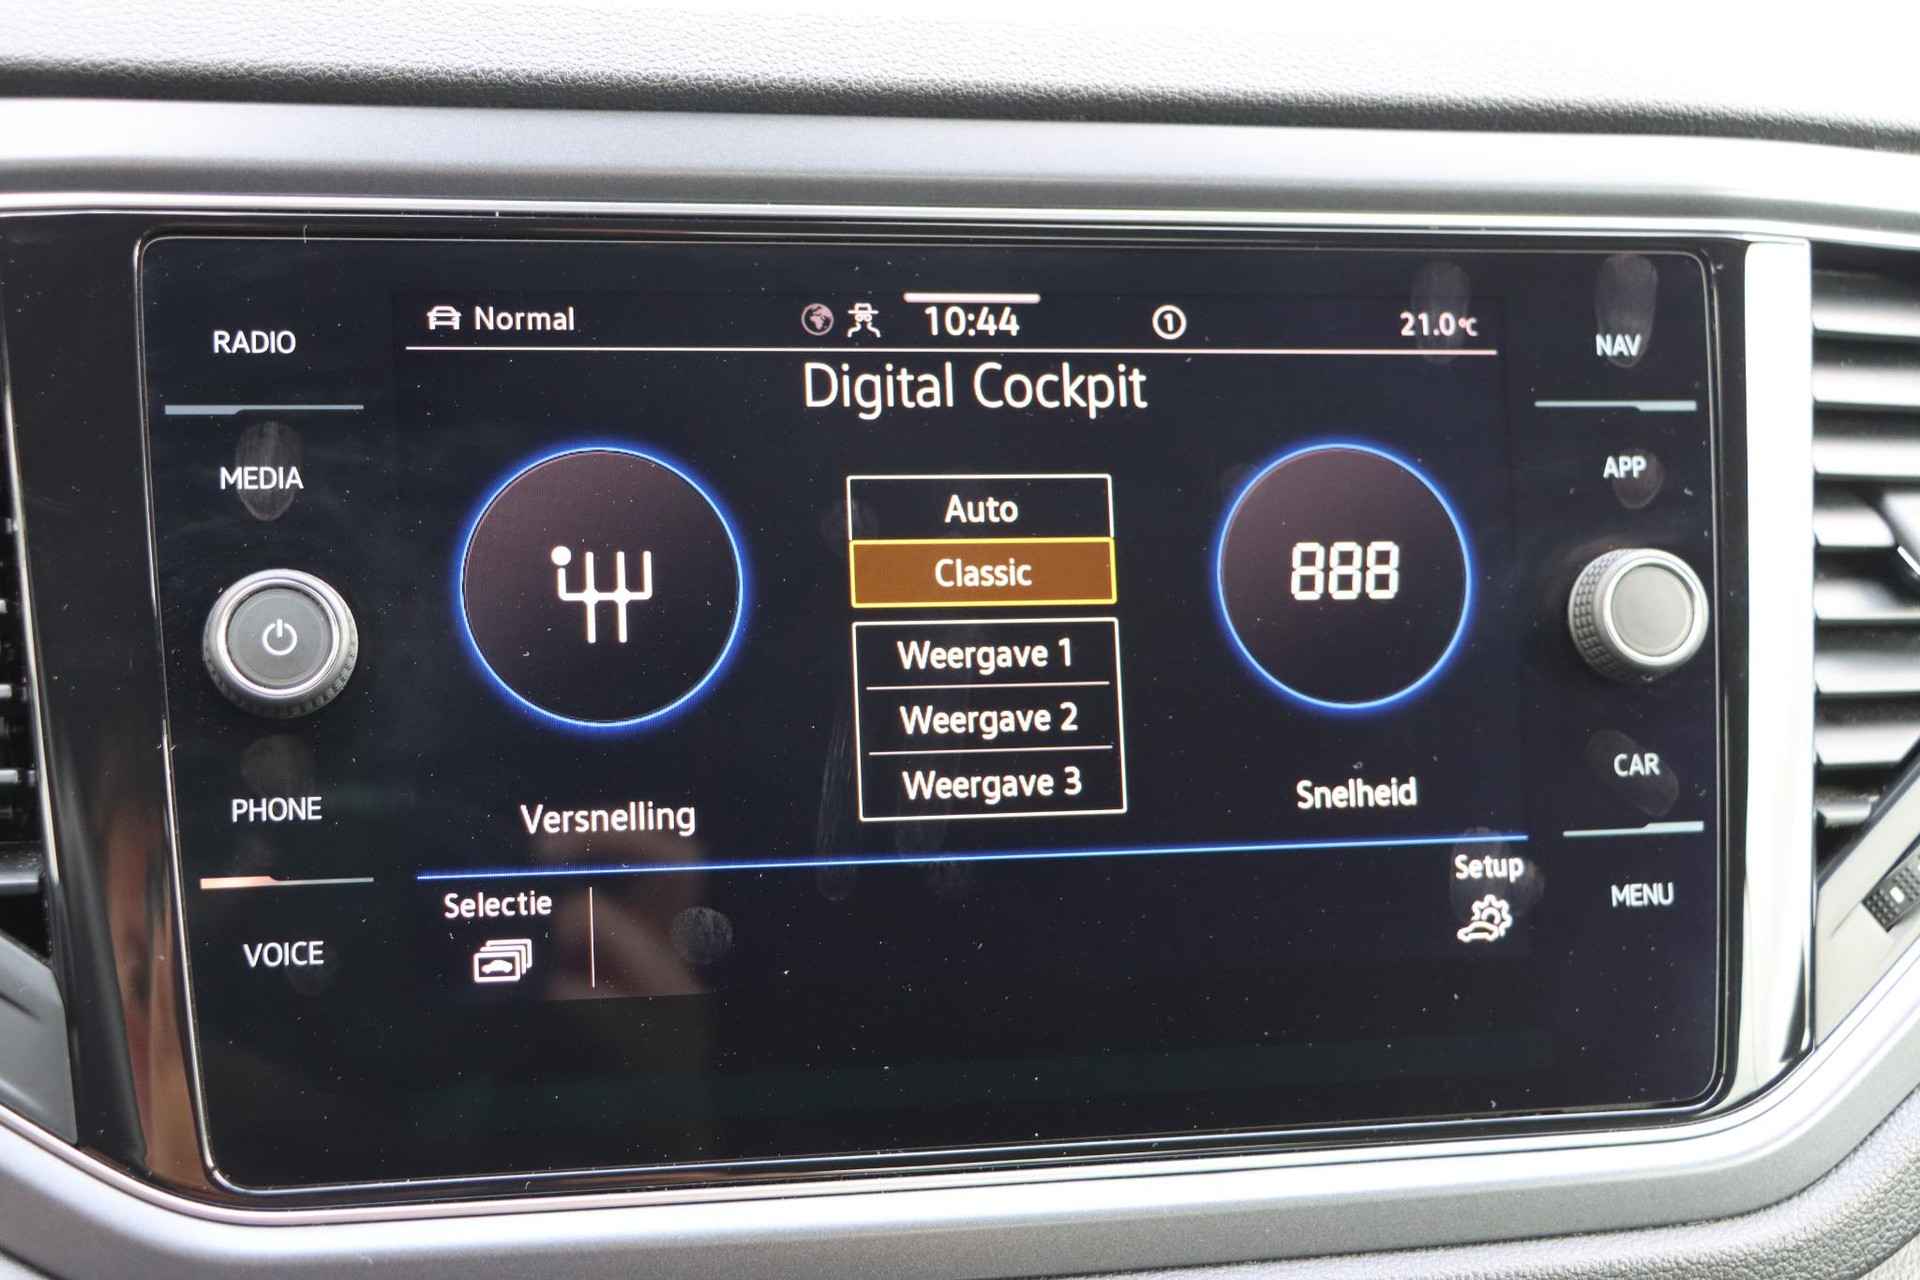 RADIO
MEDIA
PHONE
VOICE
Normal 10:44 1 21.0°C
Digital Cockpit
Auto
Classic
Weergave 1
Weergave 2
Weergave 3
Versnelling
888
Snelheid
Selectie
Setup
NAV
APP
CAR
MENU